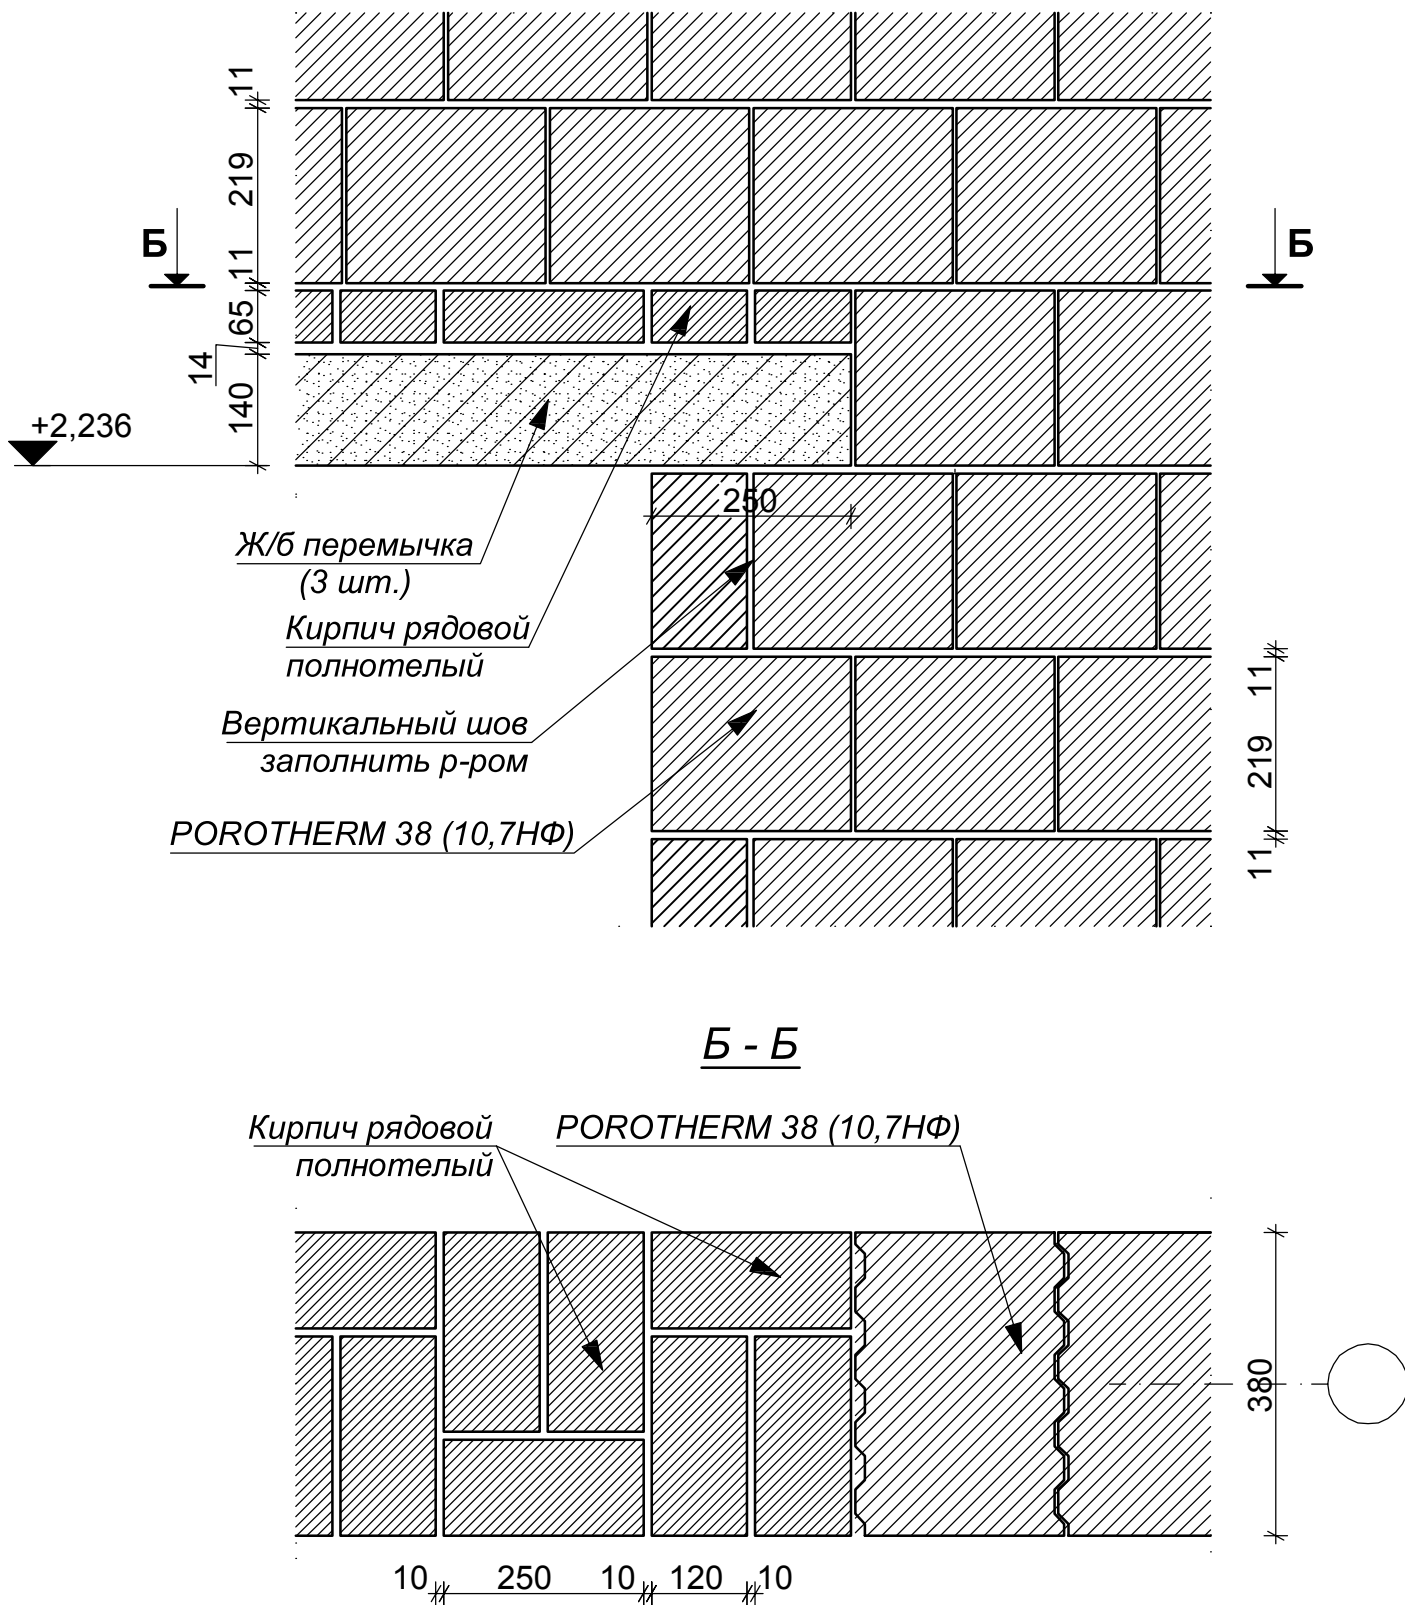 11
219
Б
Б
11
65
14
140
+2,236
250
Ж/б перемычка
(3 шт.)
Кирпич рядовой
полнотелый
11
Вертикальный шов
заполнить р-ром
219
POROTHERM 38 (10,7НФ)
11
Б - Б
Кирпич рядовой
полнотелый
POROTHERM 38 (10,7НФ)
380
10 250 10 120 10